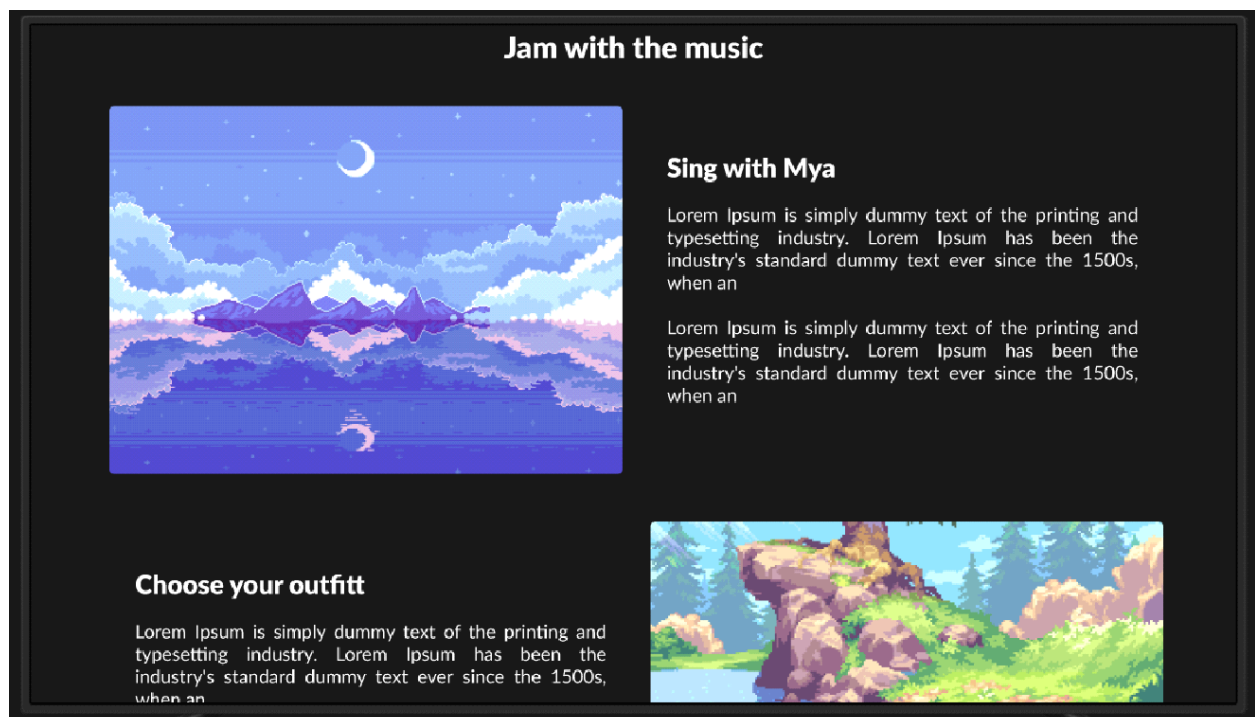 Jam with the music
Sing with Mya
Lorem Ipsum is simply dummy text of the printing and
typesetting industry. Lorem Ipsum has been the
industry's standard dummy text ever since the 1500s,
when an
Lorem Ipsum is simply dummy text of the printing and
typesetting industry. Lorem Ipsum has been the
industry's standard dummy text ever since the 1500s,
when an
Choose your outfitt
Lorem Ipsum is simply dummy text of the printing and
typesetting industry. Lorem Ipsum has been the
industry's standard dummy text ever since the 1500s,
when an